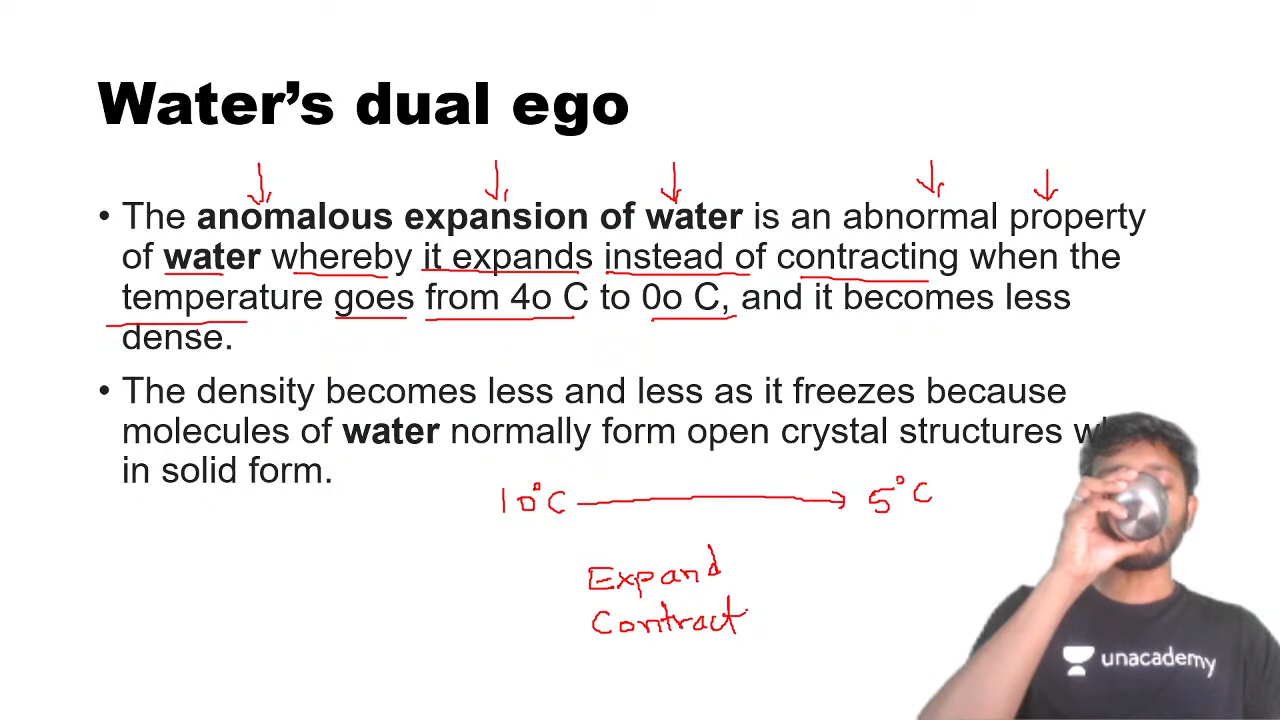 Water’s dual ego
• The anomalous expansion of water is an abnormal property
of water whereby it expands instead of contracting when the
temperature goes from 4o C to 0o C, and it becomes less
dense.
• The density becomes less and less as it freezes because
molecules of water normally form open crystal structures
in solid form.
10°C → 5°C
Expand
Contract
unacademy